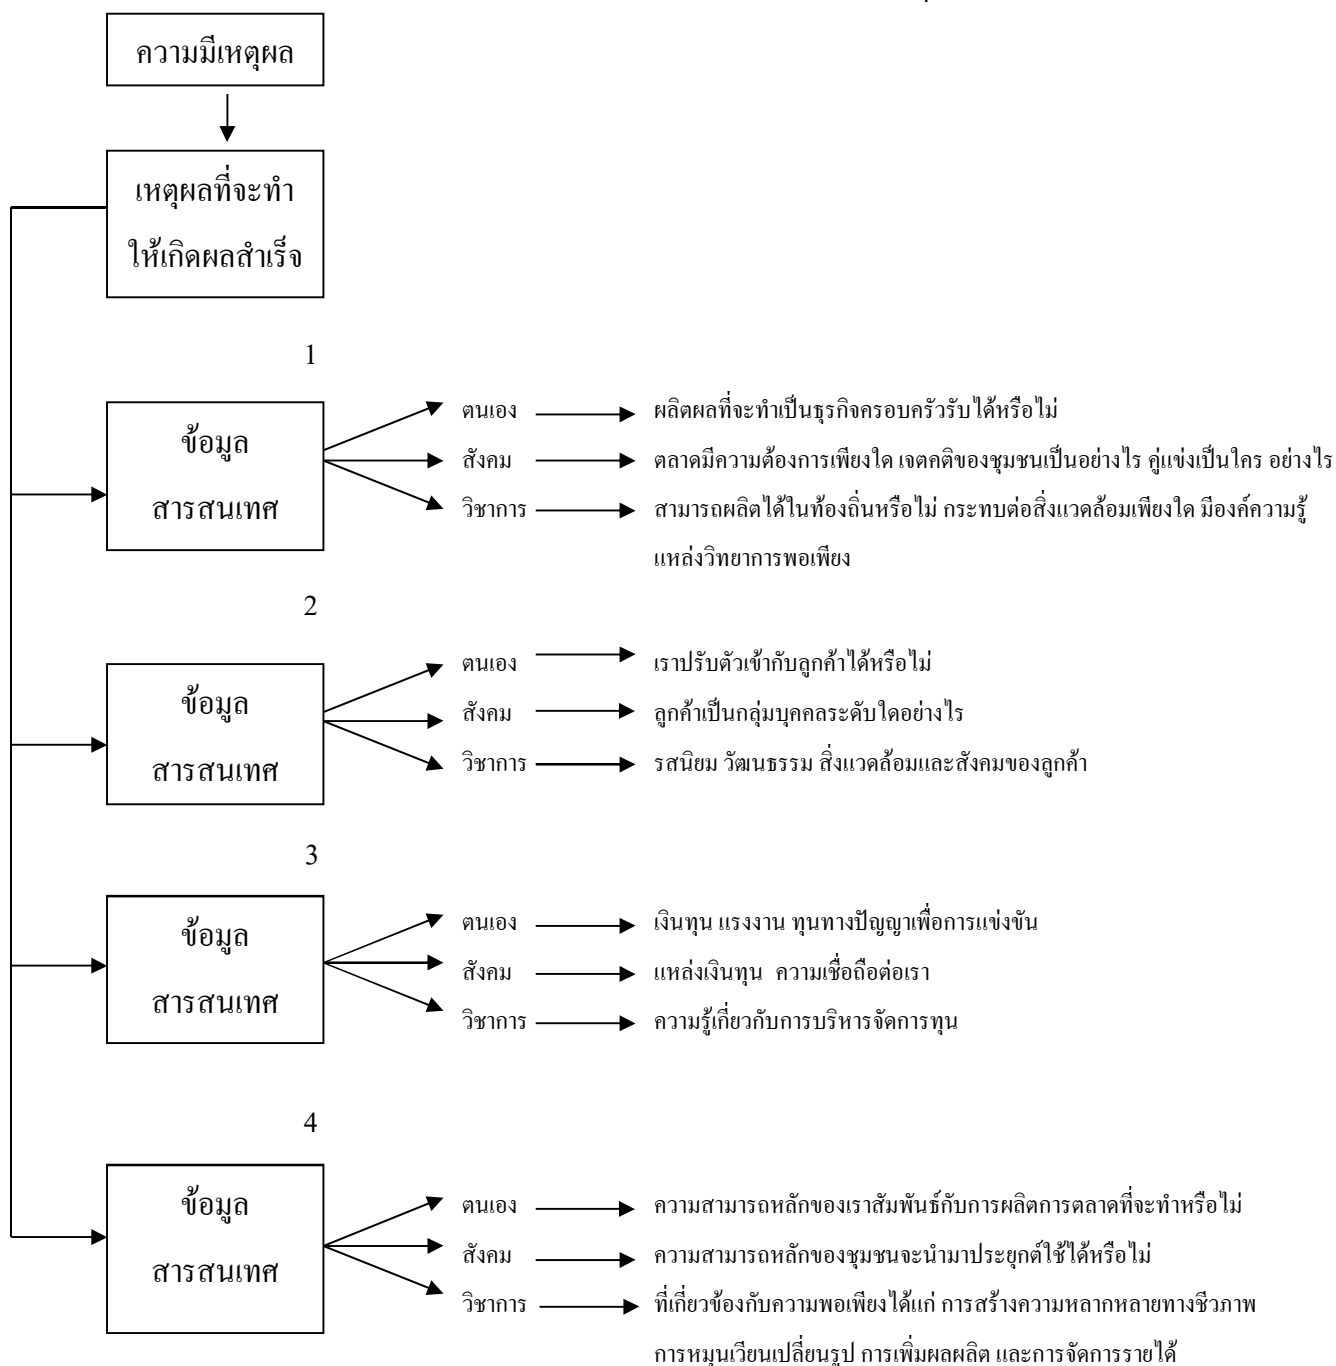 ความมีเหตุผล
เหตุผลที่จะทำ
ให้เกิดผลสำเร็จ
1
ข้อมูล
สารสนเทศ
ตนเอง ผลิตผลที่จะทำเป็นธุรกิจครอบครัวรับได้หรือไม่
สังคม ตลาดมีความต้องการเพียงใด เจตคติของชุมชนเป็นอย่างไร คู่แข่งเป็นใคร อย่างไร
วิชาการ สามารถผลิตได้ในท้องถิ่นหรือไม่ กระทบต่อสิ่งแวดล้อมเพียงใด มีองค์ความรู้
แหล่งวิทยาการพอเพียง
2
ข้อมูล
สารสนเทศ
ตนเอง เราปรับตัวเข้ากับลูกค้าได้หรือไม่
สังคม ลูกค้าเป็นกลุ่มบุคคลระดับใดอย่างไร
วิชาการ รสนิยม วัฒนธรรม สิ่งแวดล้อมและสังคมของลูกค้า
3
ข้อมูล
สารสนเทศ
ตนเอง เงินทุน แรงงาน ทุนทางปัญญาเพื่อการแข่งขัน
สังคม แหล่งเงินทุน ความเชื่อถือต่อเรา
วิชาการ ความรู้เกี่ยวกับการบริหารจัดการทุน
4
ข้อมูล
สารสนเทศ
ตนเอง ความสามารถหลักของเราสัมพันธ์กับการผลิตการตลาดที่จะทำหรือไม่
สังคม ความสามารถหลักของชุมชนจะนำมาประยุกต์ใช้ได้หรือไม่
วิชาการ ที่เกี่ยวข้องกับความพอเพียงได้แก่ การสร้างความหลากหลายทางชีวภาพ
การหมุนเวียนเปลี่ยนรูป การเพิ่มผลผลิต และการจัดการรายได้